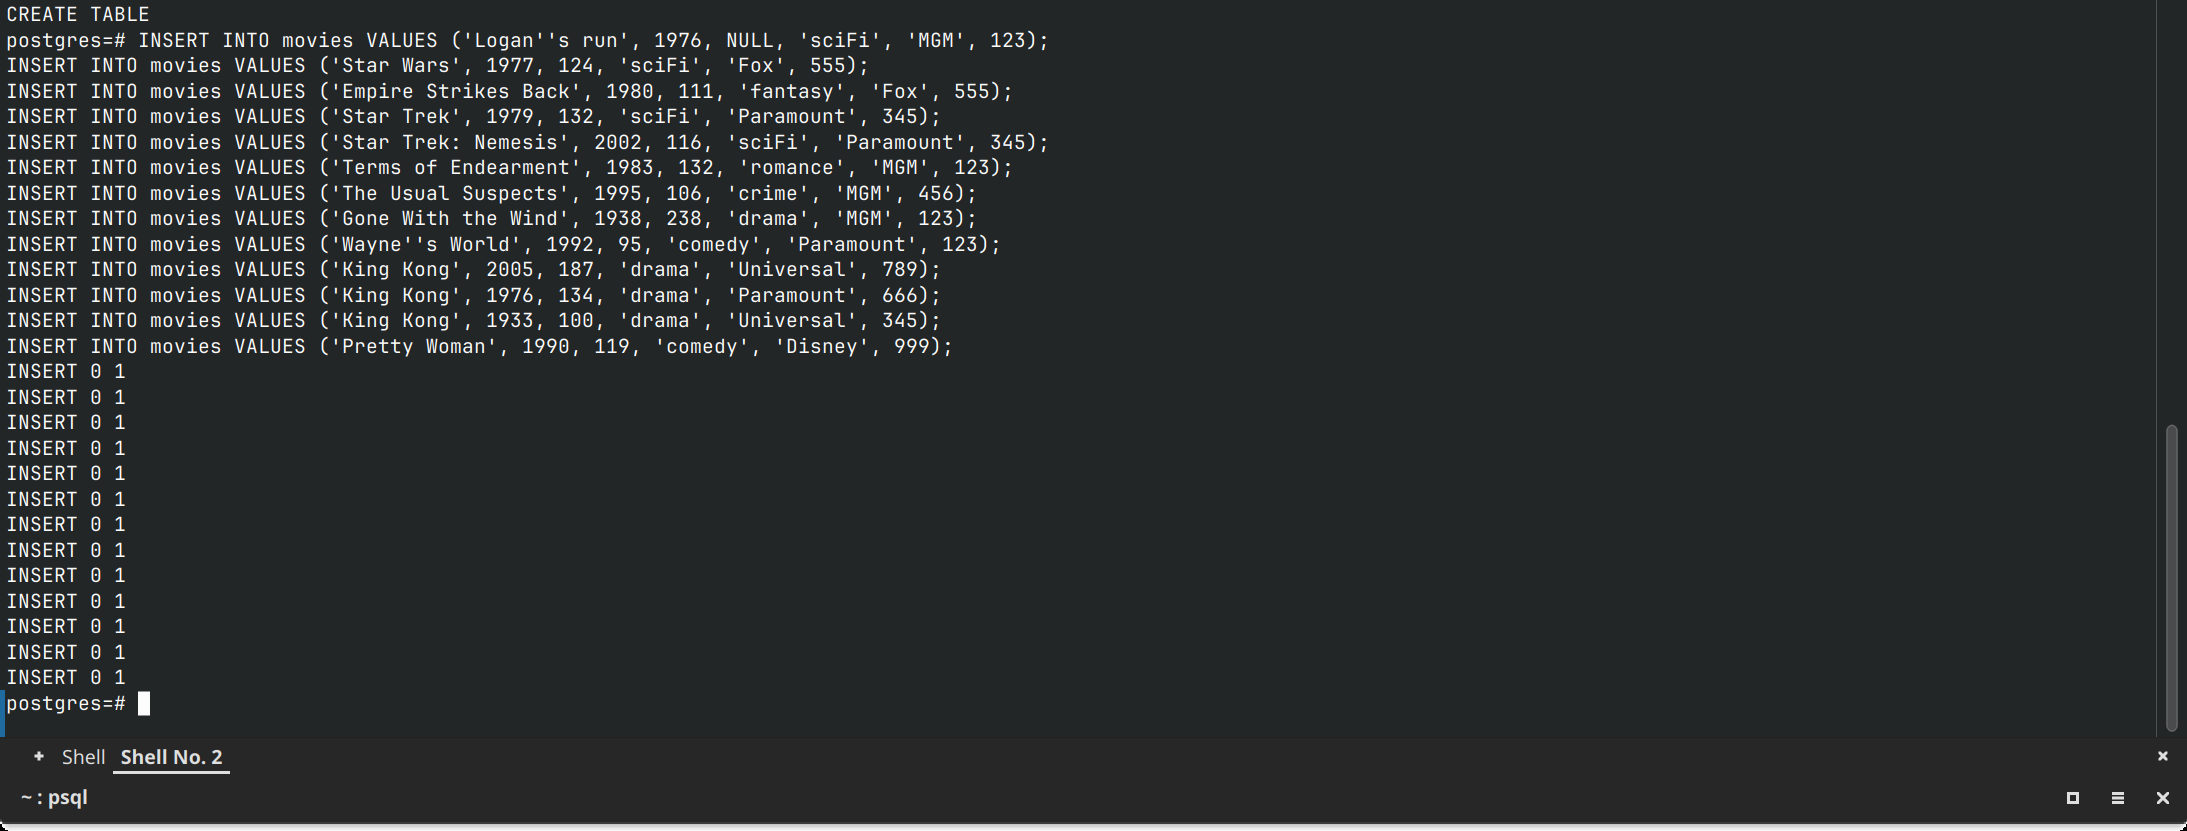 CREATE TABLE
postgres=# INSERT INTO movies VALUES ('Logan''s run', 1976, NULL, 'sciFi', 'MGM', 123);
INSERT INTO movies VALUES ('Star Wars', 1977, 124, 'sciFi', 'Fox', 555);
INSERT INTO movies VALUES ('Empire Strikes Back', 1980, 111, 'fantasy', 'Fox', 555);
INSERT INTO movies VALUES ('Star Trek', 1979, 132, 'sciFi', 'Paramount', 345);
INSERT INTO movies VALUES ('Star Trek: Nemesis', 2002, 116, 'sciFi', 'Paramount', 345);
INSERT INTO movies VALUES ('Terms of Endearment', 1983, 132, 'romance', 'MGM', 123);
INSERT INTO movies VALUES ('The Usual Suspects', 1995, 106, 'crime', 'MGM', 456);
INSERT INTO movies VALUES ('Gone With the Wind', 1938, 238, 'drama', 'MGM', 123);
INSERT INTO movies VALUES ('Wayne''s World', 1992, 95, 'comedy', 'Paramount', 123);
INSERT INTO movies VALUES ('King Kong', 2005, 187, 'drama', 'Universal', 789);
INSERT INTO movies VALUES ('King Kong', 1976, 134, 'drama', 'Paramount', 666);
INSERT INTO movies VALUES ('King Kong', 1933, 100, 'drama', 'Universal', 345);
INSERT INTO movies VALUES ('Pretty Woman', 1990, 119, 'comedy', 'Disney', 999);
INSERT 0 1
INSERT 0 1
INSERT 0 1
INSERT 0 1
INSERT 0 1
INSERT 0 1
INSERT 0 1
INSERT 0 1
INSERT 0 1
INSERT 0 1
INSERT 0 1
INSERT 0 1
INSERT 0 1
postgres=#
Shell Shell No. 2
~ : psql